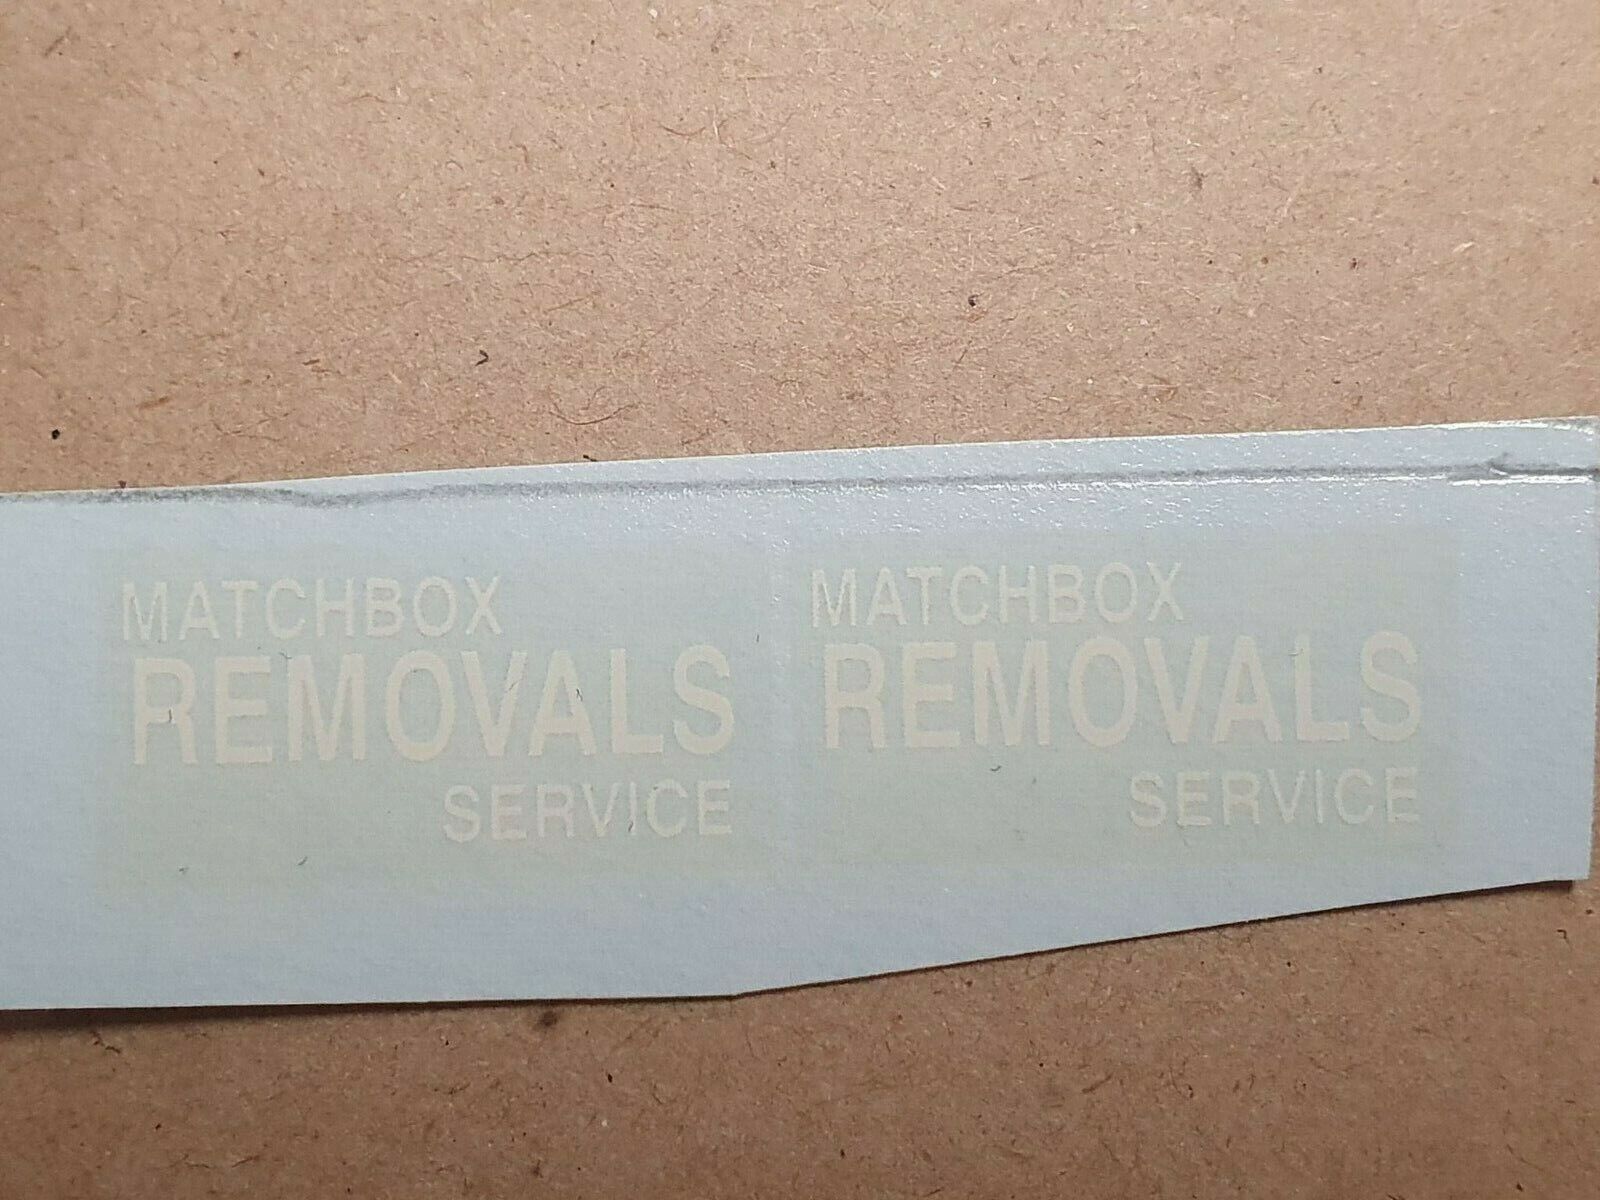 MATCHBOX
REMOVALS
SERVICE
MATCHBOX
REMOVALS
SERVICE